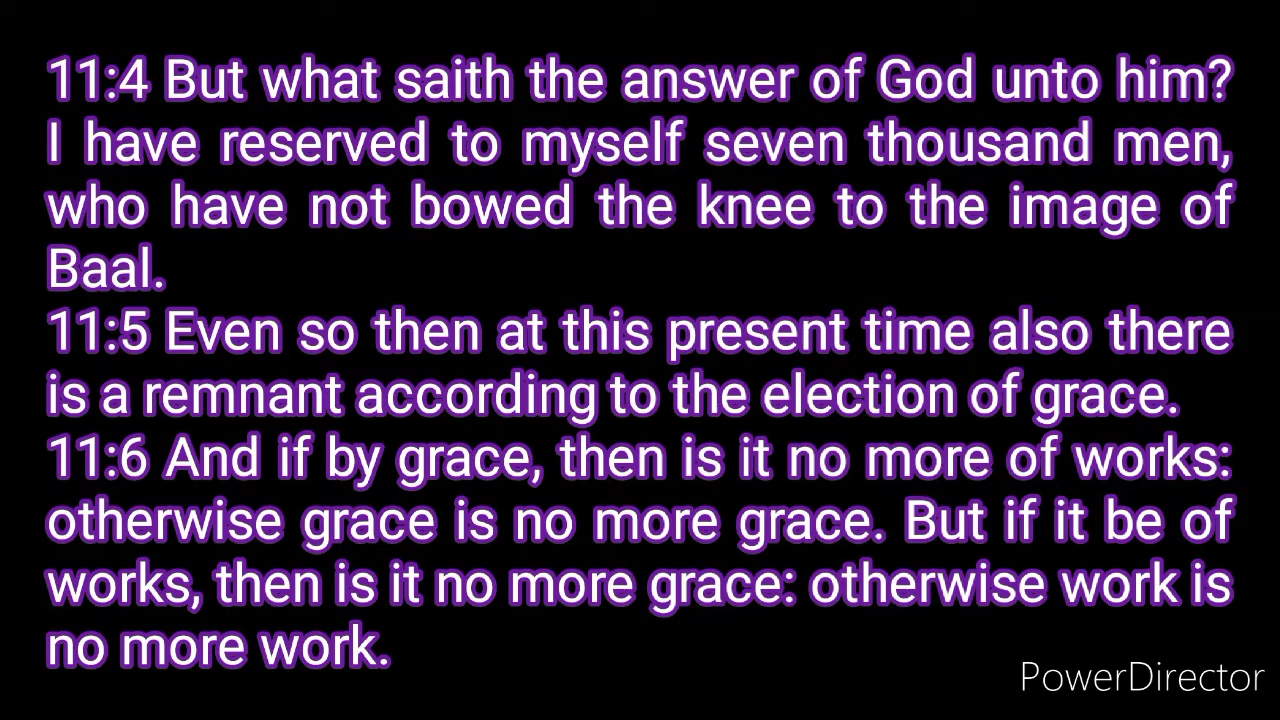 11:4 But what saith the answer of God unto him?
I have reserved to myself seven thousand men,
who have not bowed the knee to the image of
Baal.
11:5 Even so then at this present time also there
is a remnant according to the election of grace.
11:6 And if by grace, then is it no more of works:
otherwise grace is no more grace. But if it be of
works, then is it no more grace: otherwise work is
no more work.
PowerDirector